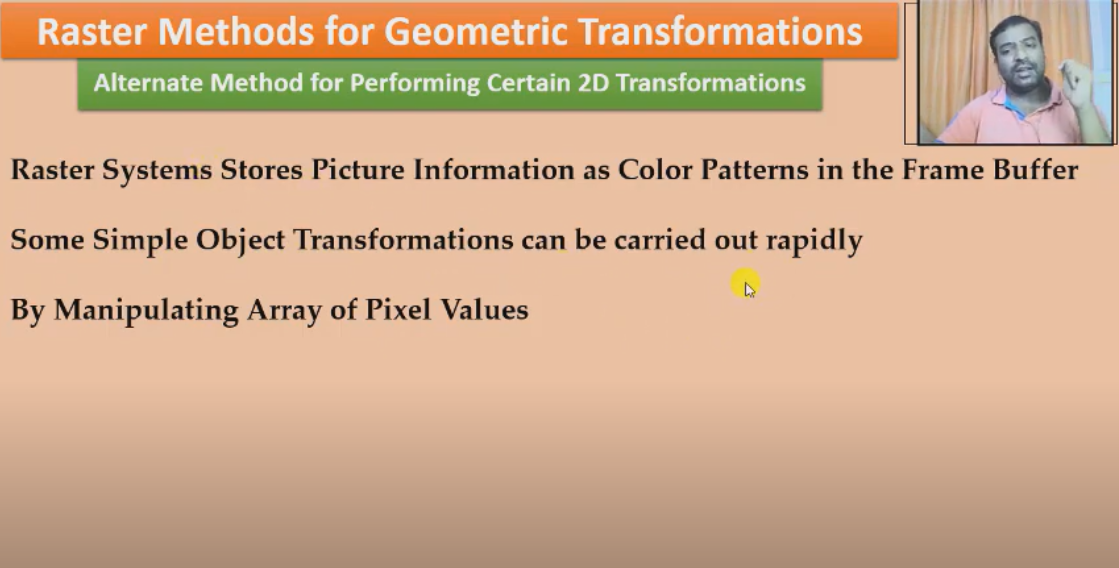 Raster Methods for Geometric Transformations
Alternate Method for Performing Certain 2D Transformations
Raster Systems Stores Picture Information as Color Patterns in the Frame Buffer
Some Simple Object Transformations can be carried out rapidly
By Manipulating Array of Pixel Values